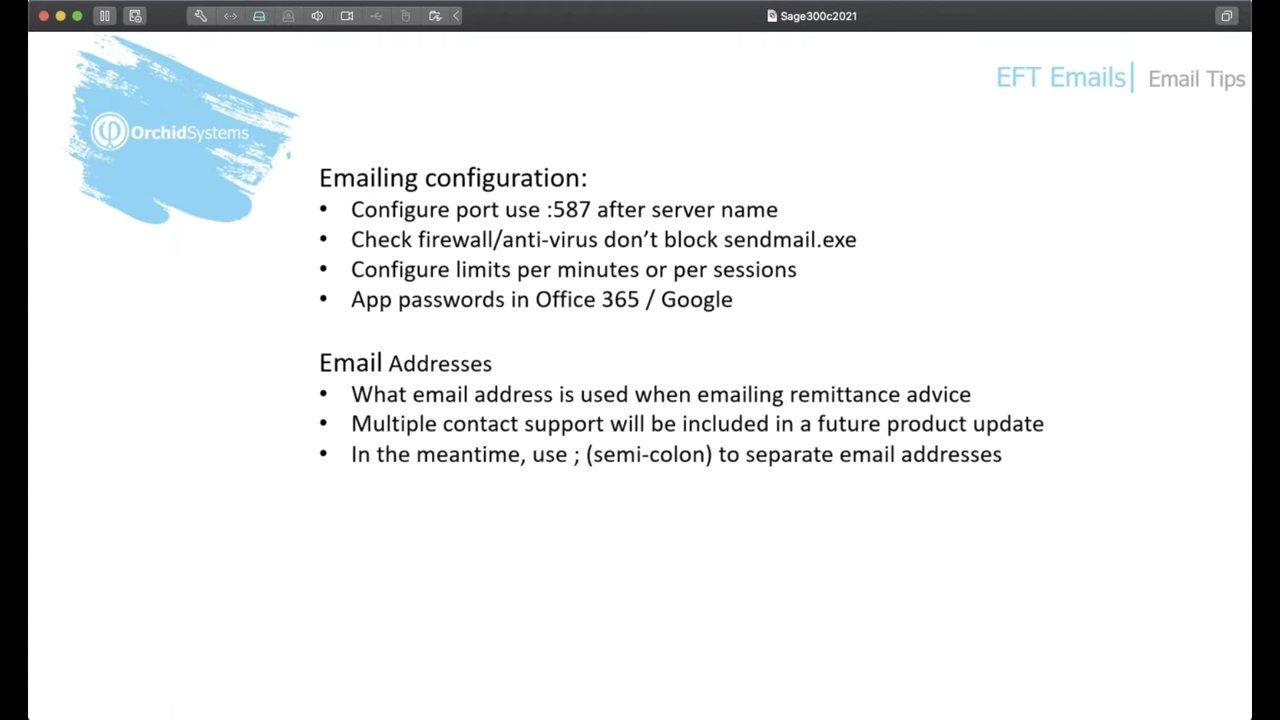 Sage300c2021
EFT Emails| Email Tips
OrchidSystems
Emailing configuration:
• Configure port use :587 after server name
• Check firewall/anti-virus don’t block sendmail.exe
• Configure limits per minutes or per sessions
• App passwords in Office 365 / Google
Email Addresses
• What email address is used when emailing remittance advice
• Multiple contact support will be included in a future product update
• In the meantime, use ; (semi-colon) to separate email addresses